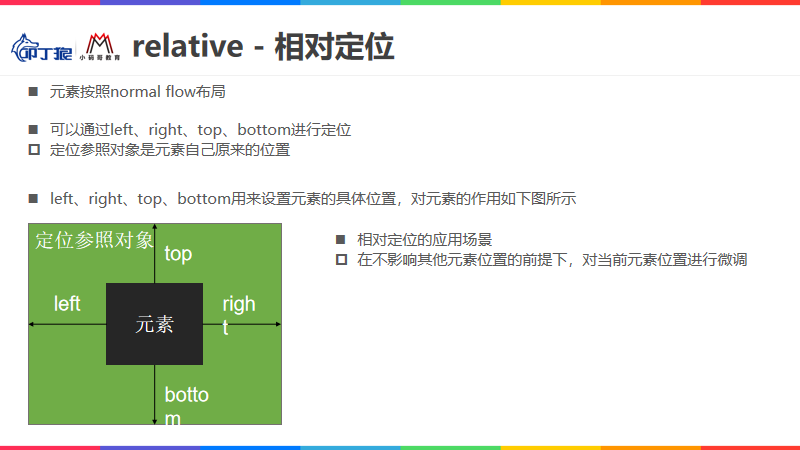 叩丁狼
小码哥教育
relative - 相对定位
■ 元素按照normal flow布局
■ 可以通过left、right、top、bottom进行定位
□ 定位参照对象是元素自己原来的位置
■ left、right、top、bottom用来设置元素的具体位置，对元素的作用如下图所示
定位参照对象
top
left
元素
righ
t
botto
m
■ 相对定位的应用场景
□ 在不影响其他元素位置的前提下，对当前元素位置进行微调